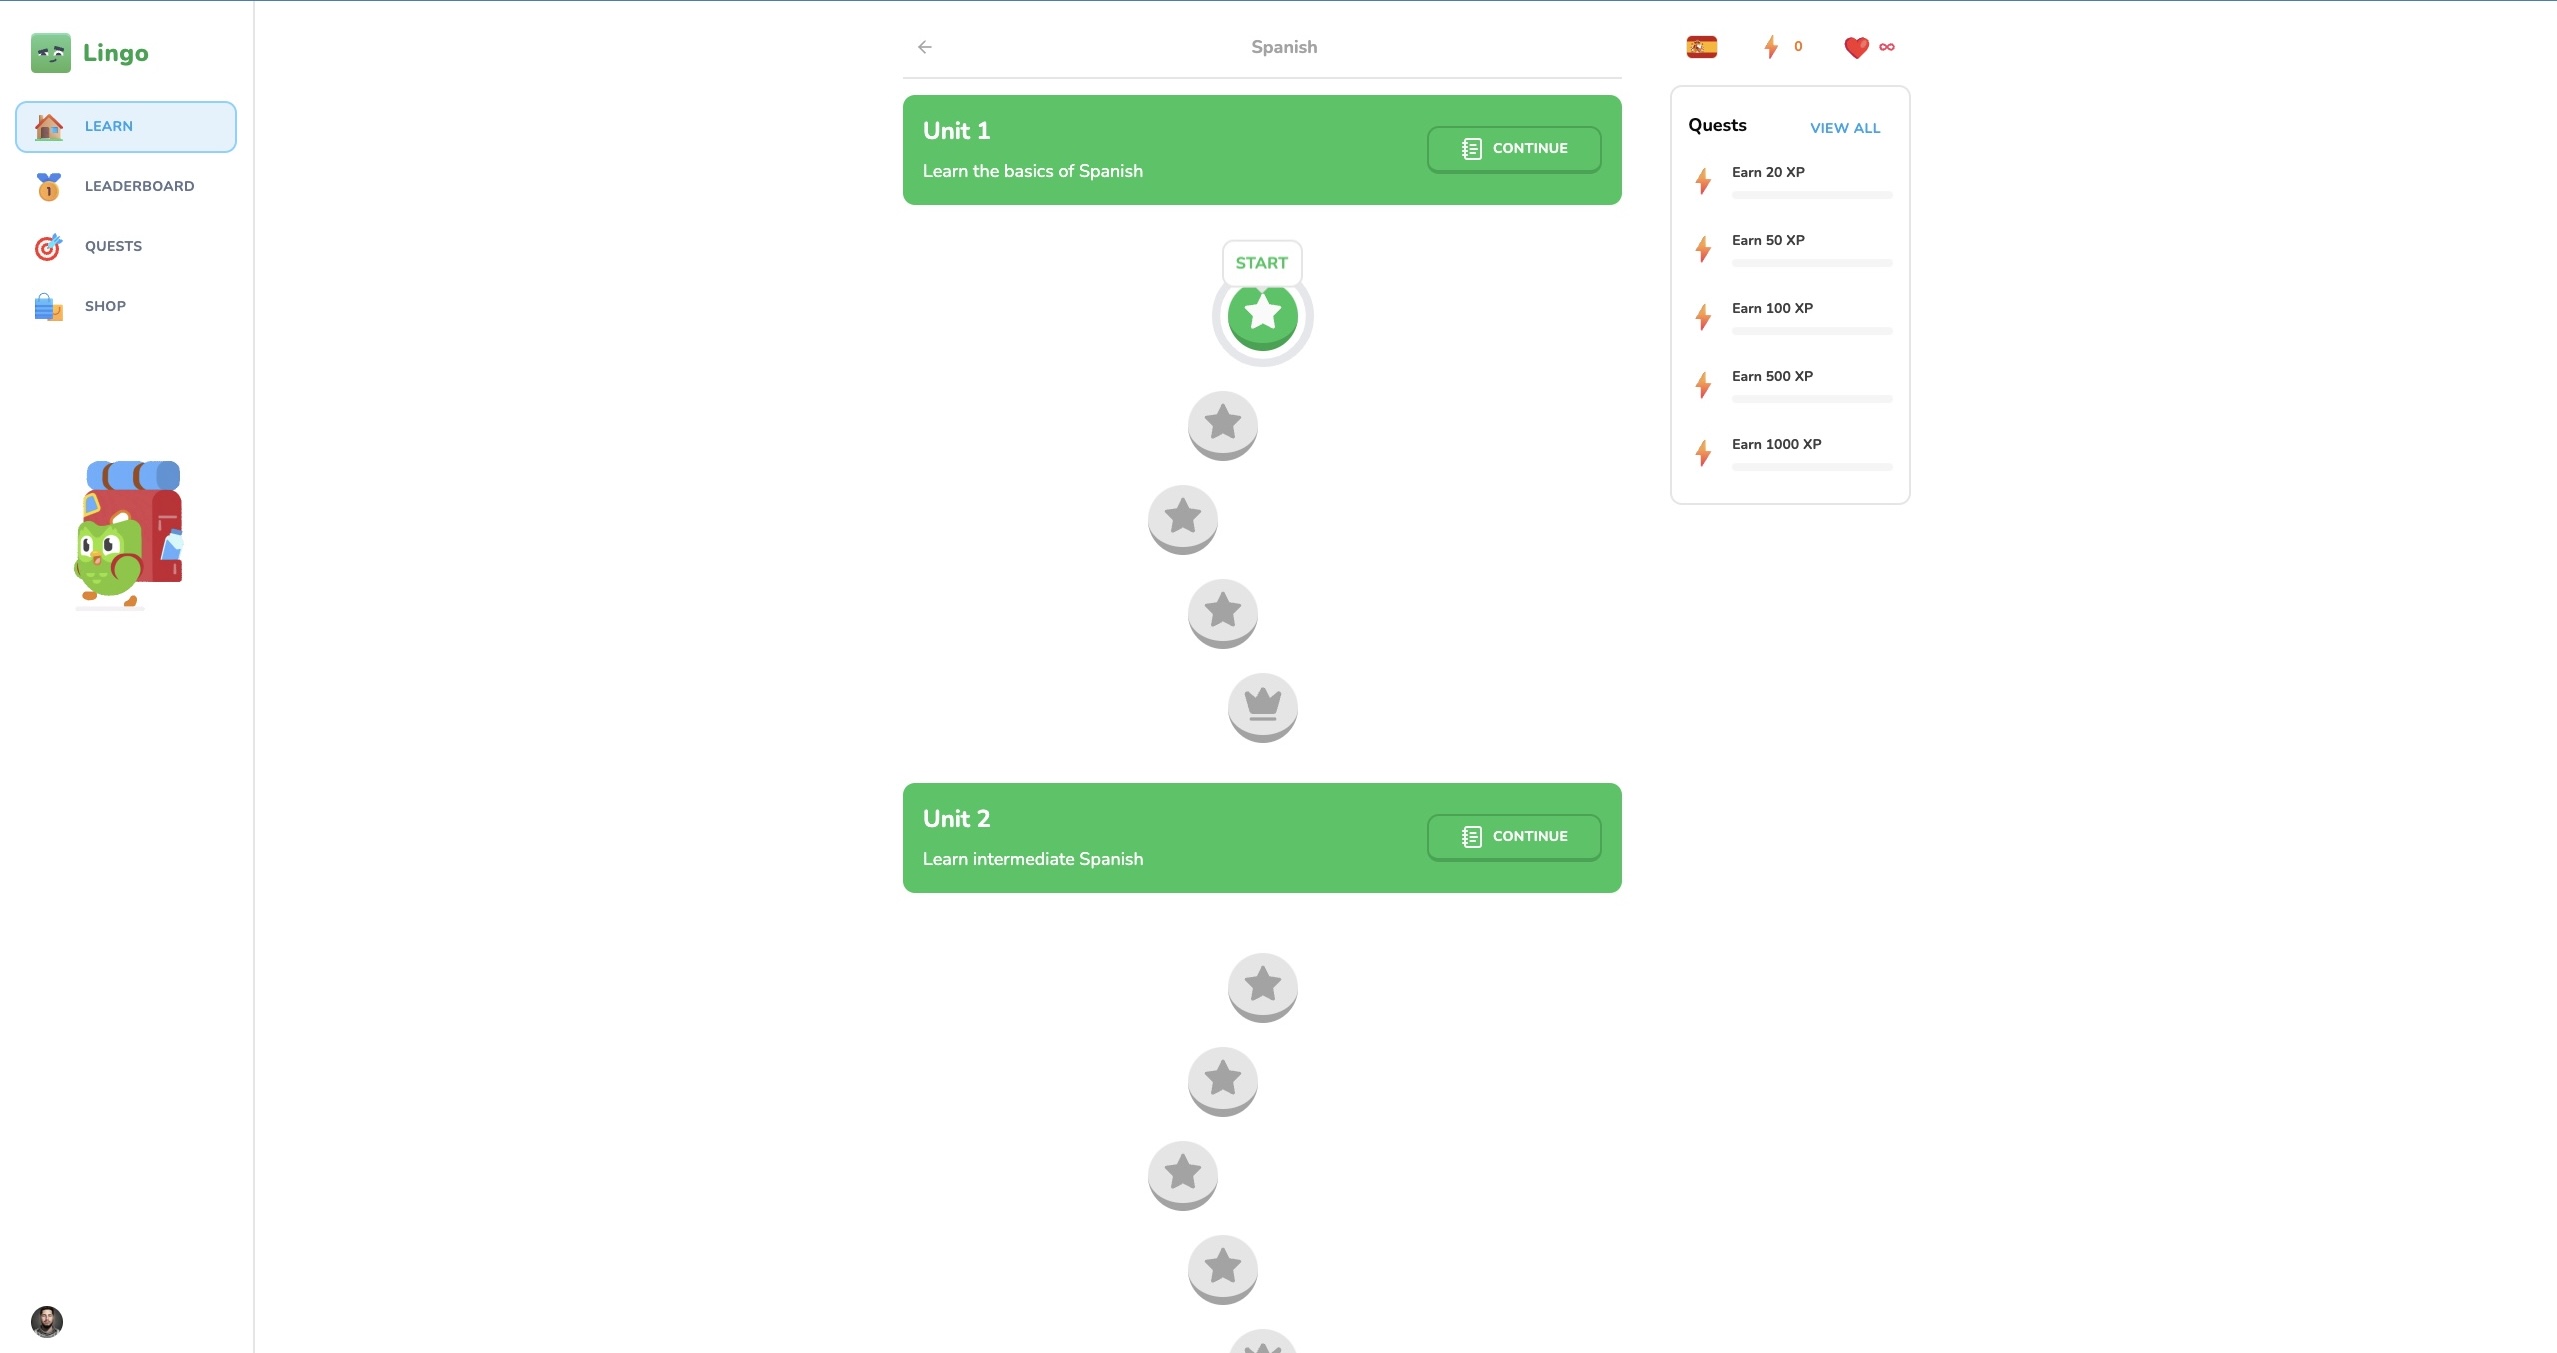 Lingo
LEARN
LEADERBOARD
QUESTS
SHOP
Spanish
Unit 1
Learn the basics of Spanish
CONTINUE
START
Unit 2
Learn intermediate Spanish
CONTINUE
0
∞
Quests
VIEW ALL
Earn 20 XP
Earn 50 XP
Earn 100 XP
Earn 500 XP
Earn 1000 XP